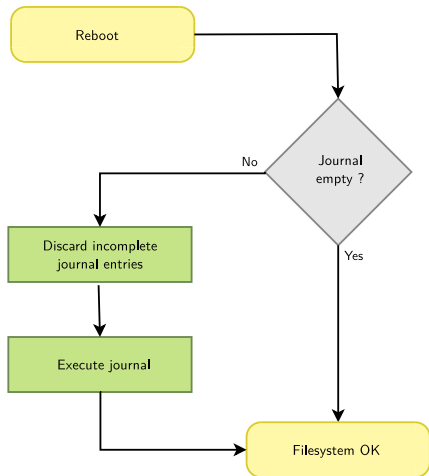 Reboot
Journal
empty ?
No
Yes
Discard incomplete
journal entries
Execute journal
Filesystem OK